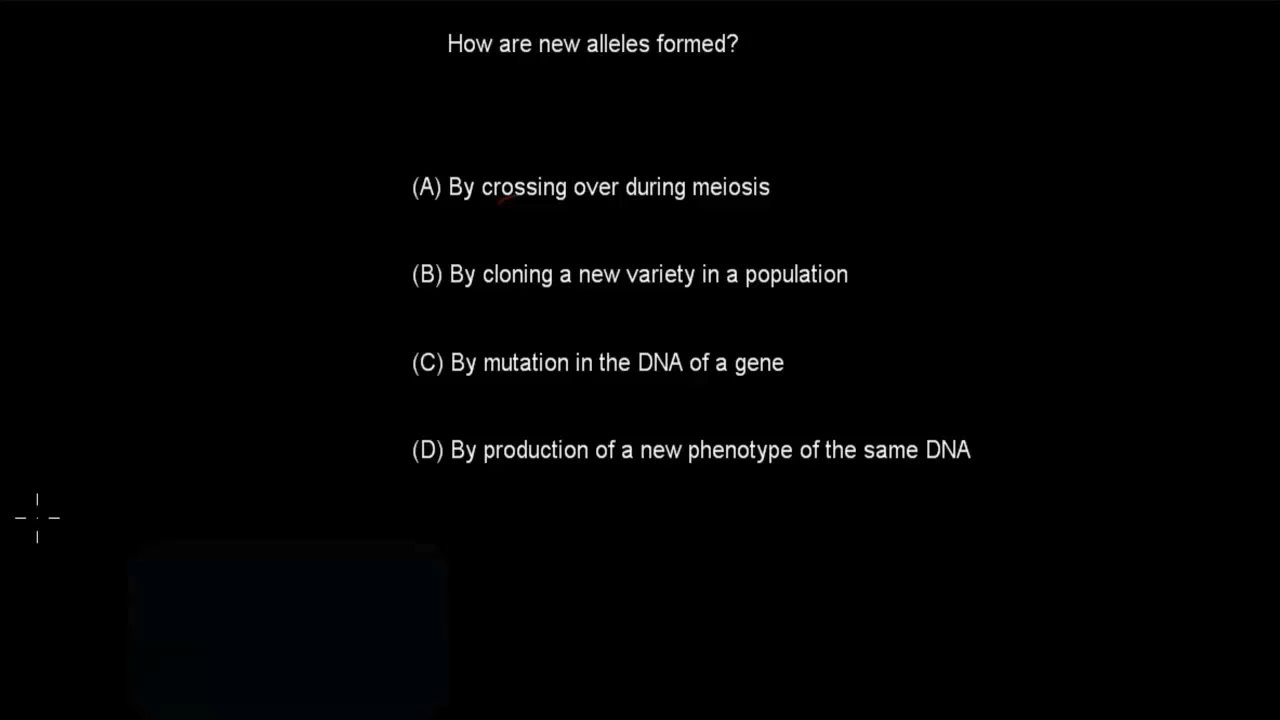 How are new alleles formed?
(A) By crossing over during meiosis
(B) By cloning a new variety in a population
(C) By mutation in the DNA of a gene
(D) By production of a new phenotype of the same DNA